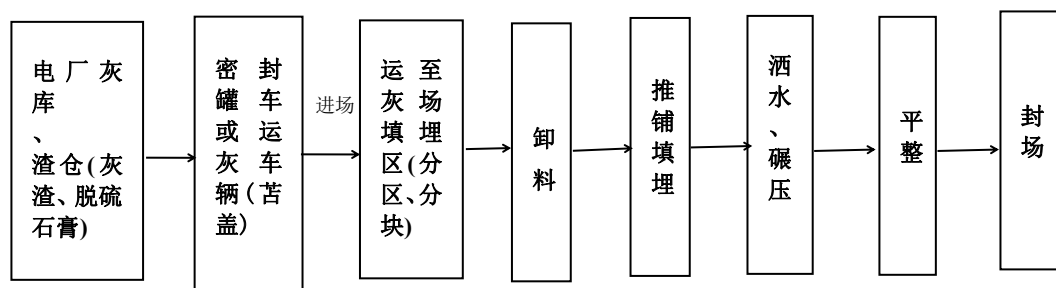 电厂灰
库
、
渣仓(灰
渣、脱硫
石膏)
密封
罐车
或运
灰车
辆(苫
盖)
进场
运至
灰场
填埋
区(分
区、分
块)
卸
料
推
铺
填
埋
洒
水
、
碾
压
平
整
封
场